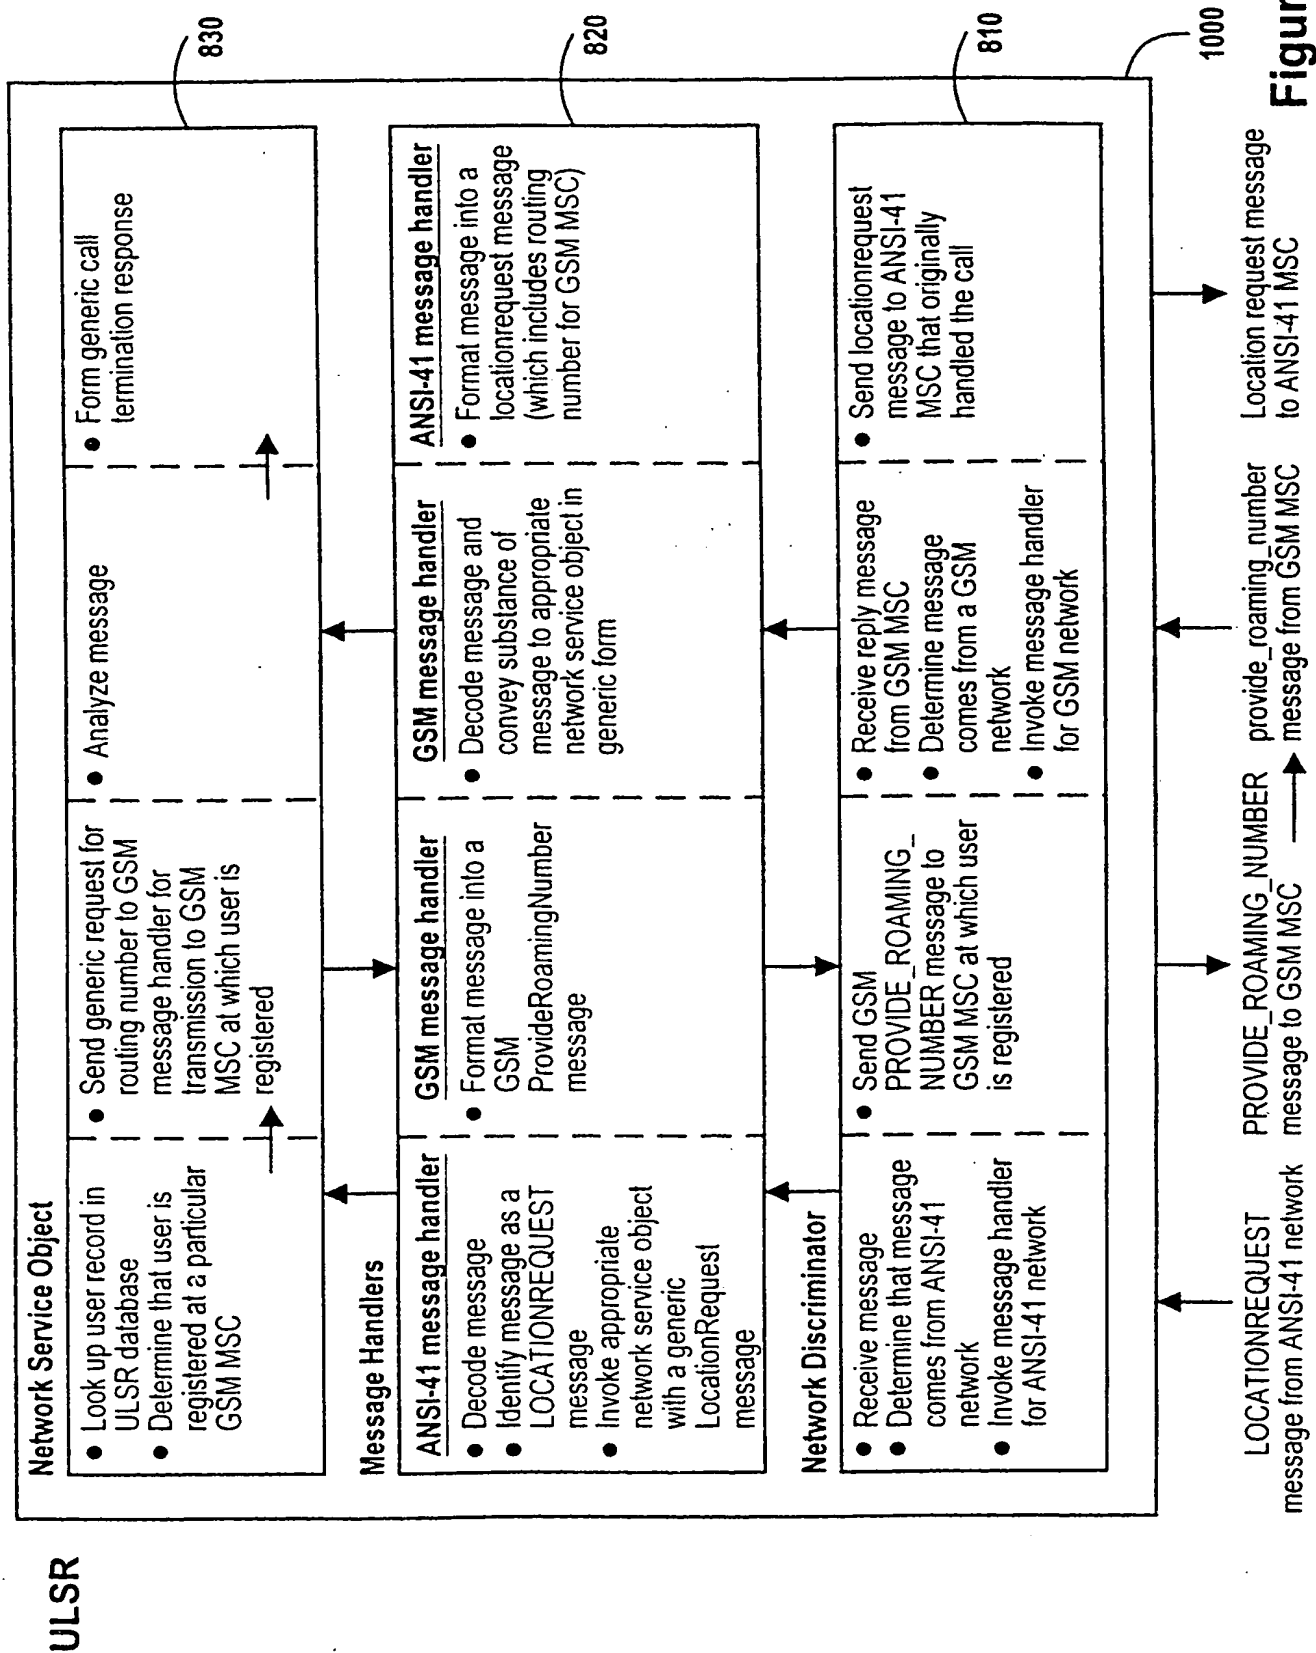 ULSR
Network Service Object
● Look up user record in
ULSR database
● Determine that user is
registered at a particular
GSM MSC
● Send generic request for
routing number to GSM
message handler for
transmission to GSM
MSC at which user is
registered
● Analyze message
● Form generic call
termination response
830
Message Handlers
ANSI-41 message handler
● Decode message
● Identify message as a
LOCATIONREQUEST
message
● Invoke appropriate
network service object
with a generic
LocationRequest
message
GSM message handler
● Format message into a
GSM
ProvideRoamingNumber
message
GSM message handler
● Decode message and
convey substance of
message to appropriate
network service object in
generic form
ANSI-41 message handler
● Format message into a
locationrequest message
(which includes routing
number for GSM MSC)
820
Network Discriminator
● Receive message
● Determine that message
comes from ANSI-41
network
● Invoke message handler
for ANSI-41 network
● Send GSM
PROVIDE_ROAMING_
NUMBER message to
GSM MSC at which user
is registered
● Receive reply message
from GSM MSC
● Determine message
comes from a GSM
network
● Invoke message handler
for GSM network
● Send locationrequest
message to ANSI-41
MSC that originally
handled the call
810
1000
LOCATIONREQUEST
message from ANSI-41 network
PROVIDE_ROAMING_NUMBER
message to GSM MSC
provide_roaming_number
message from GSM MSC
Location request message
to ANSI-41 MSC